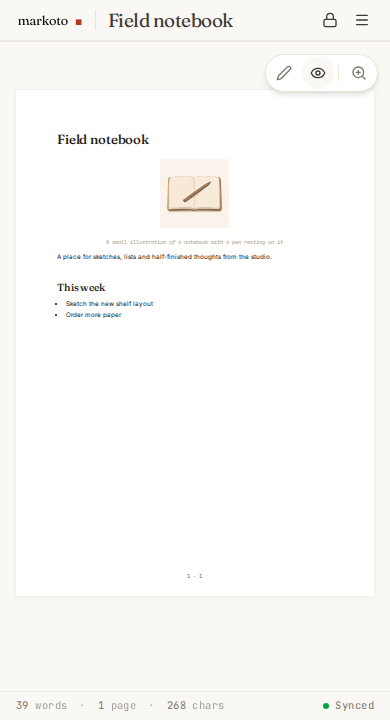 markoto
Field notebook
Field notebook
A small illustration of a notebook with a pen resting on it
A place for sketches, lists and half-finished thoughts from the studio.
This week
Sketch the new shelf layout
Order more paper
1 - 1
39 words · 1 page · 268 chars
Synced